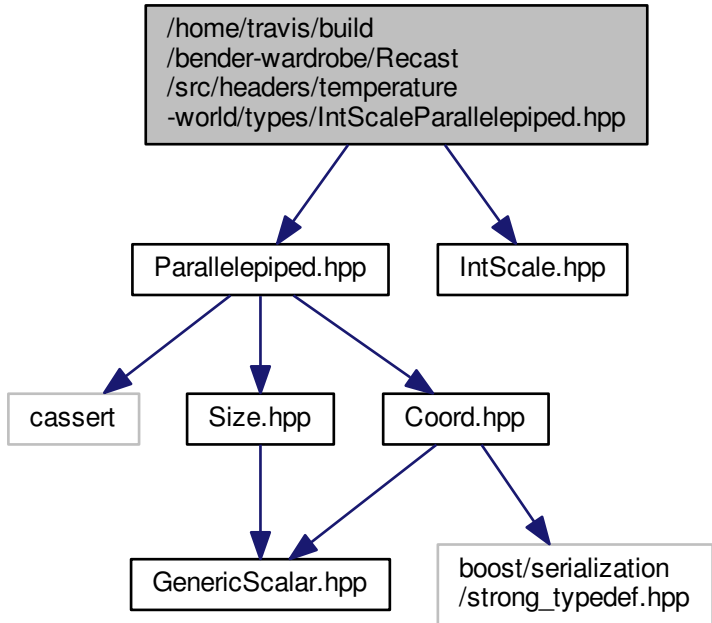 /home/travis/build
/bender-wardrobe/Recast
/src/headers/temperature
-world/types/IntScaleParallelepiped.hpp
Parallelepiped.hpp
IntScale.hpp
cassert
Size.hpp
Coord.hpp
GenericScalar.hpp
boost/serialization
/strong_typedef.hpp